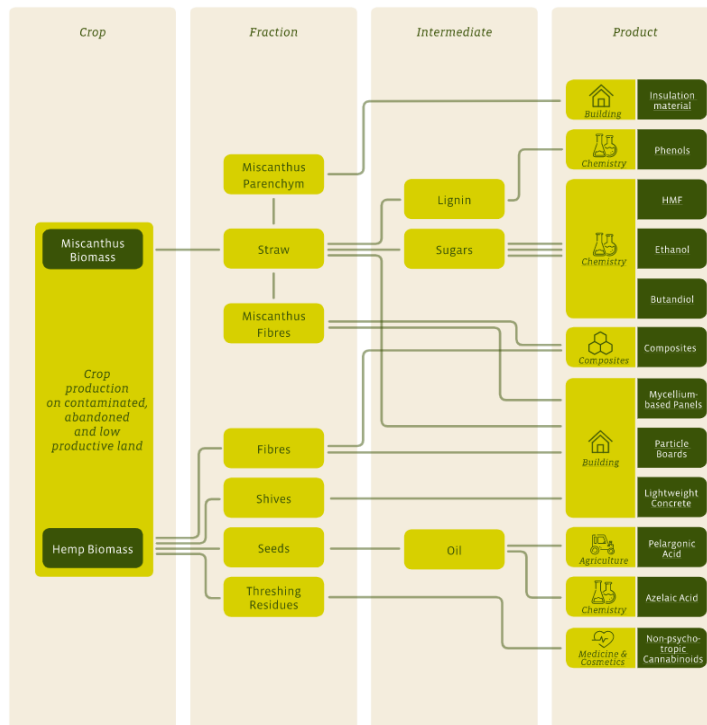 Crop
Fraction
Intermediate
Product
Building
Insulation
material
Chemistry
Phenols
Miscanthus
Parenchym
Lignin
HMF
Miscanthus
Biomass
Straw
Sugars
Chemistry
Ethanol
Butandiol
Miscanthus
Fibres
Composites
Composites
Crop
production
on contaminated,
abandoned
and low
productive land
Mycellium-
based Panels
Fibres
Building
Particle
Boards
Shives
Lightweight
Concrete
Hemp Biomass
Seeds
Oil
Agriculture
Pelargonic
Acid
Threshing
Residues
Chemistry
Azelaic Acid
Medicine &
Cosmetics
Non-psycho-
tropic
Cannabinoids